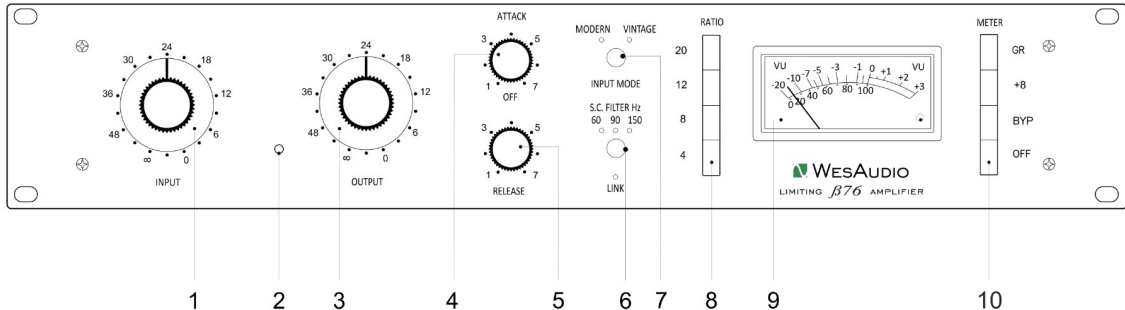 ATTACK
RATIO
METER
24
30
18
36
12
48
6
∞
0
INPUT
24
30
18
36
12
48
6
∞
0
OUTPUT
3
5
1
7
OFF
3
5
1
7
RELEASE
MODERN
VINTAGE
INPUT MODE
S.C. FILTER Hz
60 90 150
LINK
20
12
8
4
VU
VU
-20 -10 -7 -5 -3 -1 0 +1 +2 +3
0 20 40 60 80 100
WESAUDIO
LIMITING β76 AMPLIFIER
GR
+8
BYP
OFF
1 2 3 4 5 6 7 8 9 10